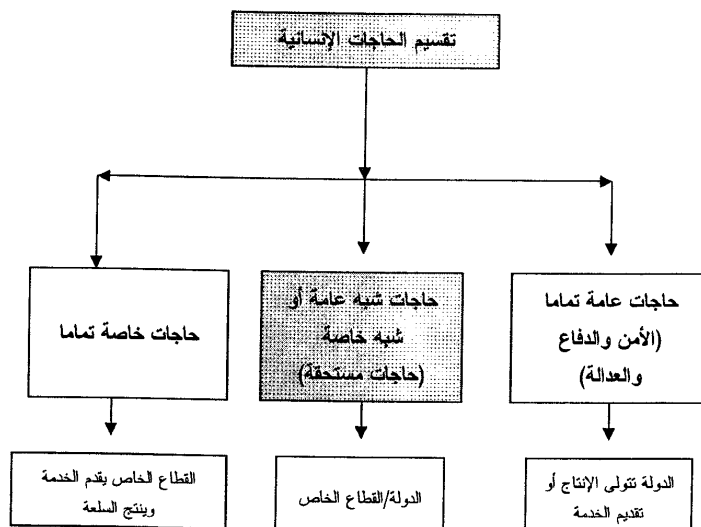 تقسيم الحاجات الإنسانية
حاجات عامة تماما
(الأمن والدفاع
والعدالة)
حاجات شبه عامة أو
شبه خاصة
(حاجات مستحقة)
حاجات خاصة تماما
الدولة تتولى الإنتاج أو
تقديم الخدمة
الدولة/القطاع الخاص
القطاع الخاص يقدم الخدمة
وينتج السلعة